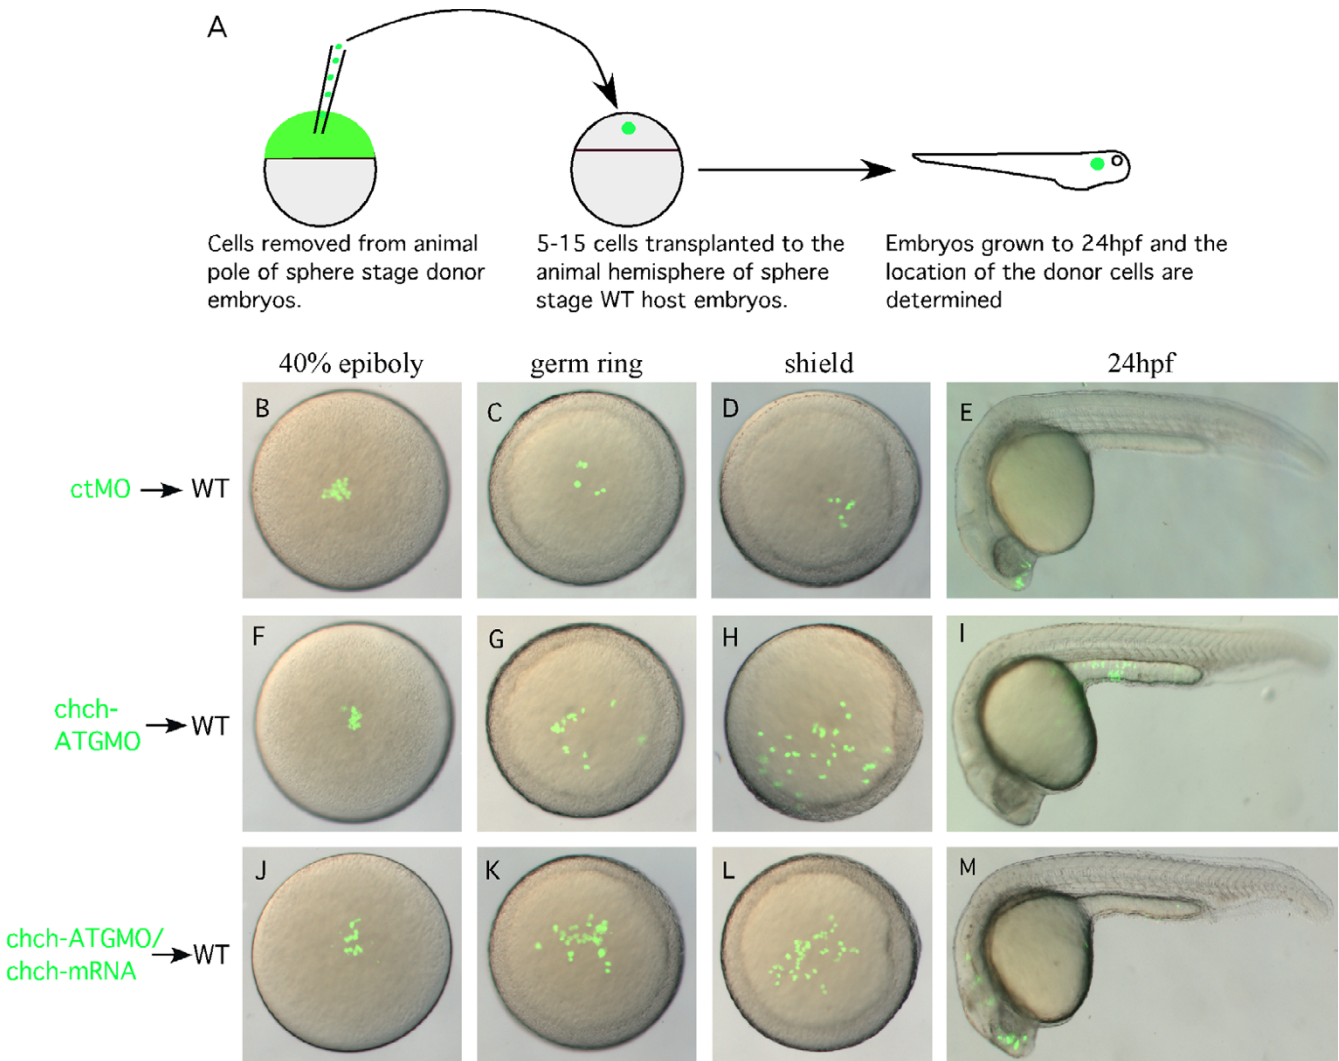 A
Cells removed from animal
pole of sphere stage donor
embryos.
5-15 cells transplanted to the
animal hemisphere of sphere
stage WT host embryos.
Embryos grown to 24hpf and the
location of the donor cells are
determined
40% epiboly
germ ring
shield
24hpf
B
C
D
E
ctMO
WT
F
G
H
I
chch-
ATGMO
WT
J
K
L
M
chch-ATGMO/
chch-mRNA
WT